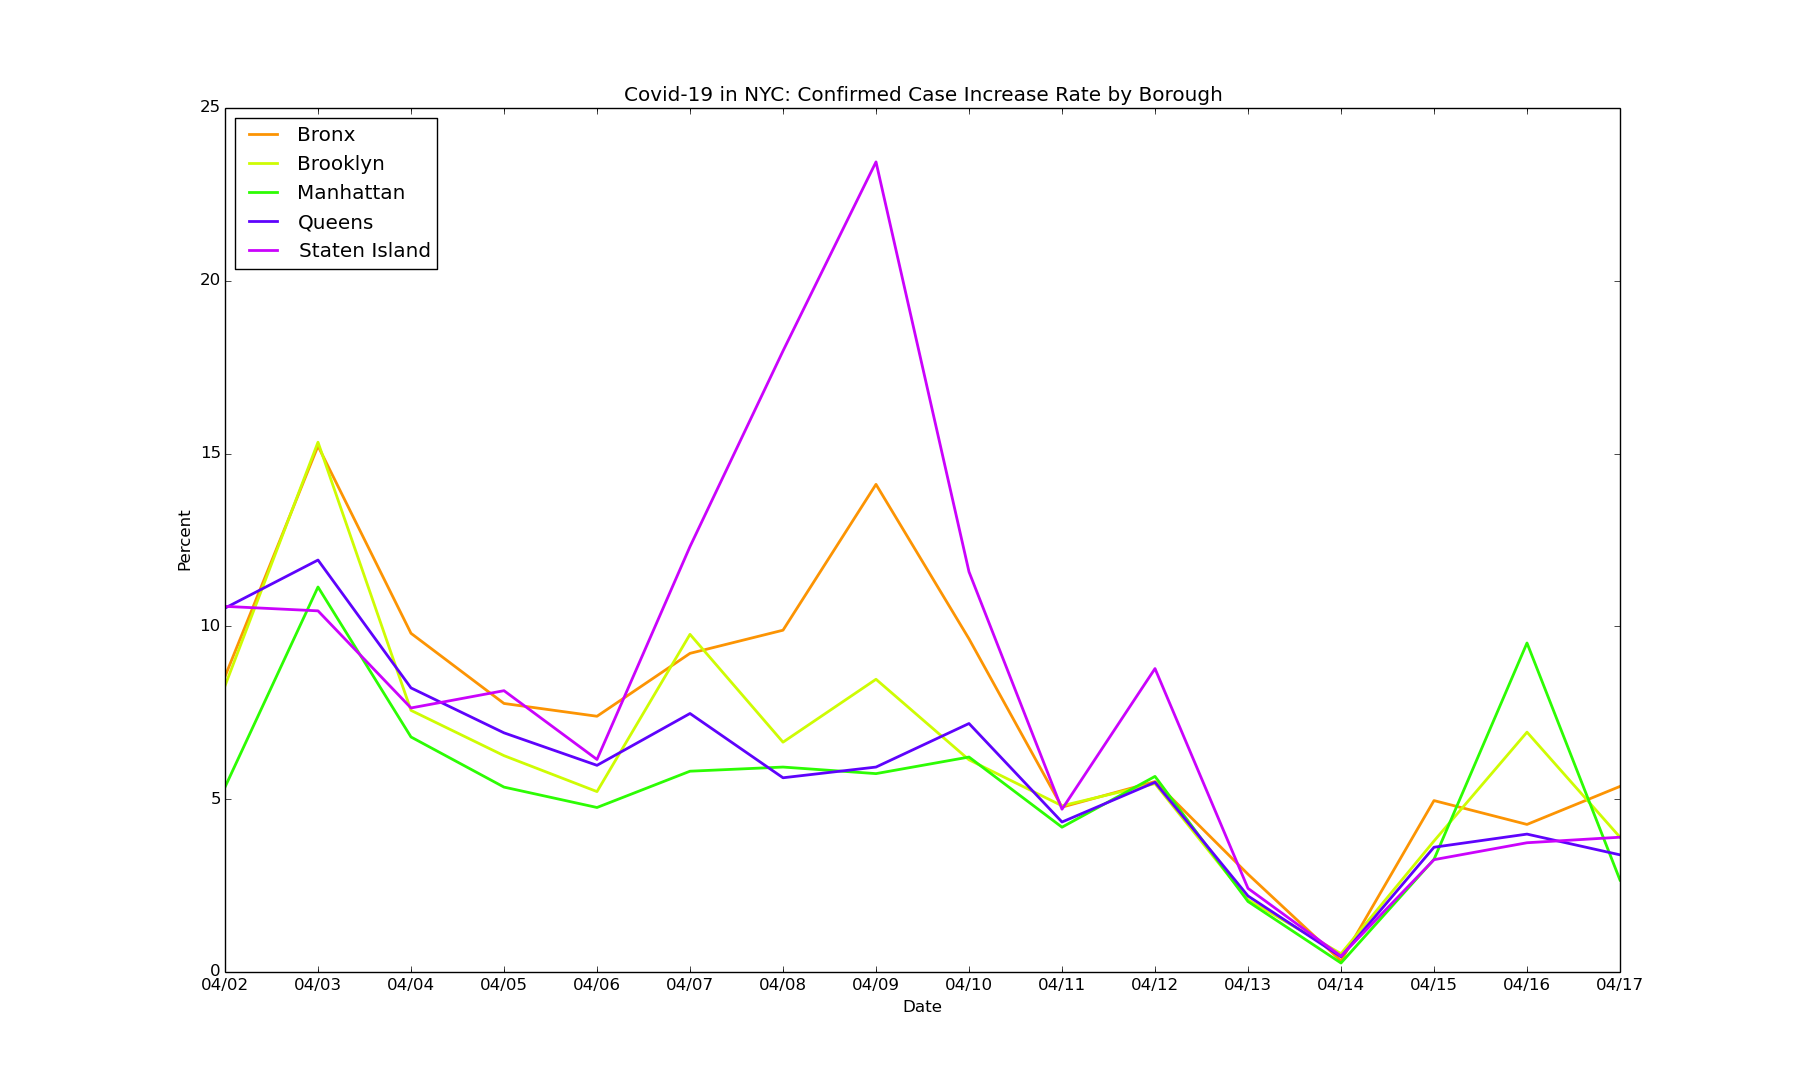 Covid-19 in NYC: Confirmed Case Increase Rate by Borough
25
20
15
10
5
0
Percent
Bronx
Brooklyn
Manhattan
Queens
Staten Island
04/02 04/03 04/04 04/05 04/06 04/07 04/08 04/09 04/10 04/11 04/12 04/13 04/14 04/15 04/16 04/17
Date